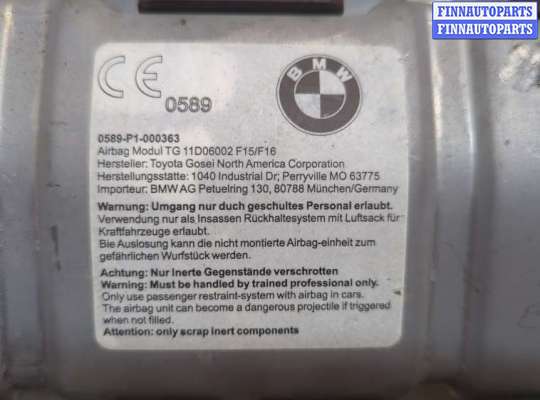 FINNAUTOPARTS
FINNAUTOPARTS
CE
0589
BMW
0589-P1-000363
Airbag Modul TG 11D06002 F15/F16
Hersteller: Toyota Gosei North America Corporation
Herstellungsstätte: 1040 Industrial Dr; Perryville MO 63775
Importeur: BMW AG Petuelring 130, 80788 München/Germany
Warnung: Umgang nur duch geschultes Personal erlaubt.
Verwendung nur als Insassen Rückhaltesystem mit Luftsack für
Kraftfahrzeuge erlaubt.
Bie Auslosung kann die nicht montierte Airbag-einheit zum
gefährlichen Wurfstück werden.
Achtung: Nur Inerte Gegenstände verschrotten
Warning: Must be handled by trained professional only.
Only use passenger restraint-system with airbag in cars.
The airbag unit can become a dangerous projectile if triggered
when not filled.
Attention: only scrap inert components